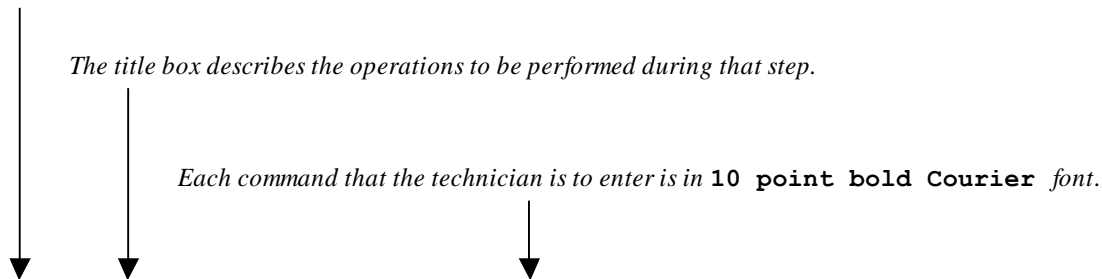 The title box describes the operations to be performed during that step.
Each command that the technician is to enter is in 10 point bold Courier font.